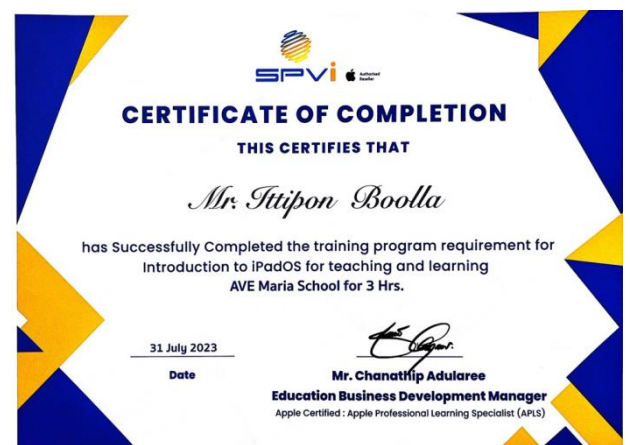 SPVi
Authorised
Reseller
CERTIFICATE OF COMPLETION
THIS CERTIFIES THAT
Mr. Ittipon Boolla
has Successfully Completed the training program requirement for
Introduction to iPadOS for teaching and learning
AVE Maria School for 3 Hrs.
31 July 2023
Date
Mr. Chanathip Adularee
Education Business Development Manager
Apple Certified : Apple Professional Learning Specialist (APLS)